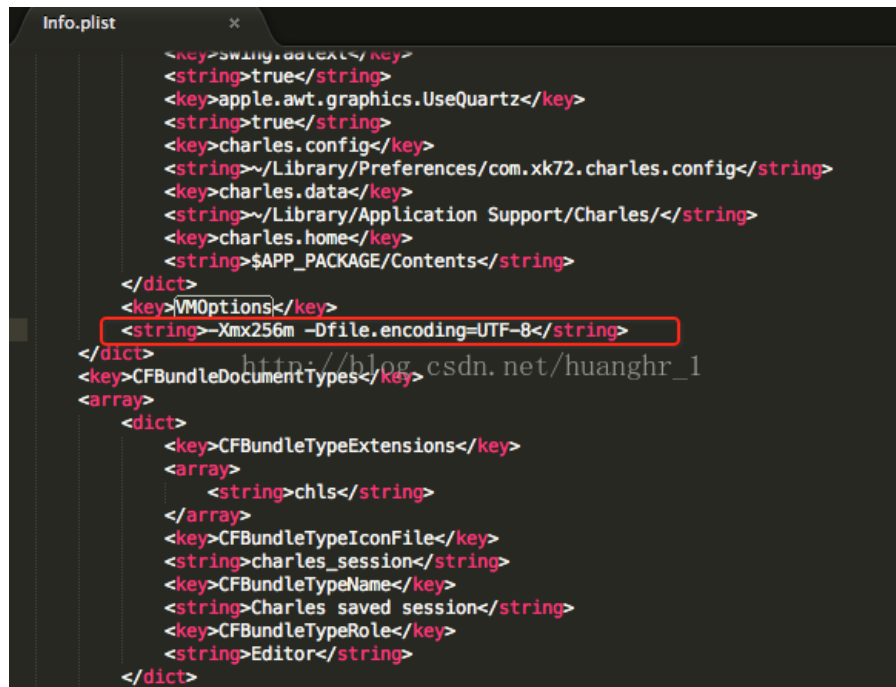 Info.plist ×
<key>swing.aatext</key>
<string>true</string>
<key>apple.awt.graphics.UseQuartz</key>
<string>true</string>
<key>charles.config</key>
<string>~/Library/Preferences/com.xk72.charles.config</string>
<key>charles.data</key>
<string>~/Library/Application Support/Charles/</string>
<key>charles.home</key>
<string>$APP_PACKAGE/Contents</string>
</dict>
<key>VMOptions</key>
<string>-Xmx256m -Dfile.encoding=UTF-8</string>
</dict>
http://blog.csdn.net/huanghr_1
<key>CFBundleDocumentTypes</key>
<array>
<dict>
<key>CFBundleTypeExtensions</key>
<array>
<string>chls</string>
</array>
<key>CFBundleTypeIconFile</key>
<string>charles_session</string>
<key>CFBundleTypeName</key>
<string>Charles saved session</string>
<key>CFBundleTypeRole</key>
<string>Editor</string>
</dict>